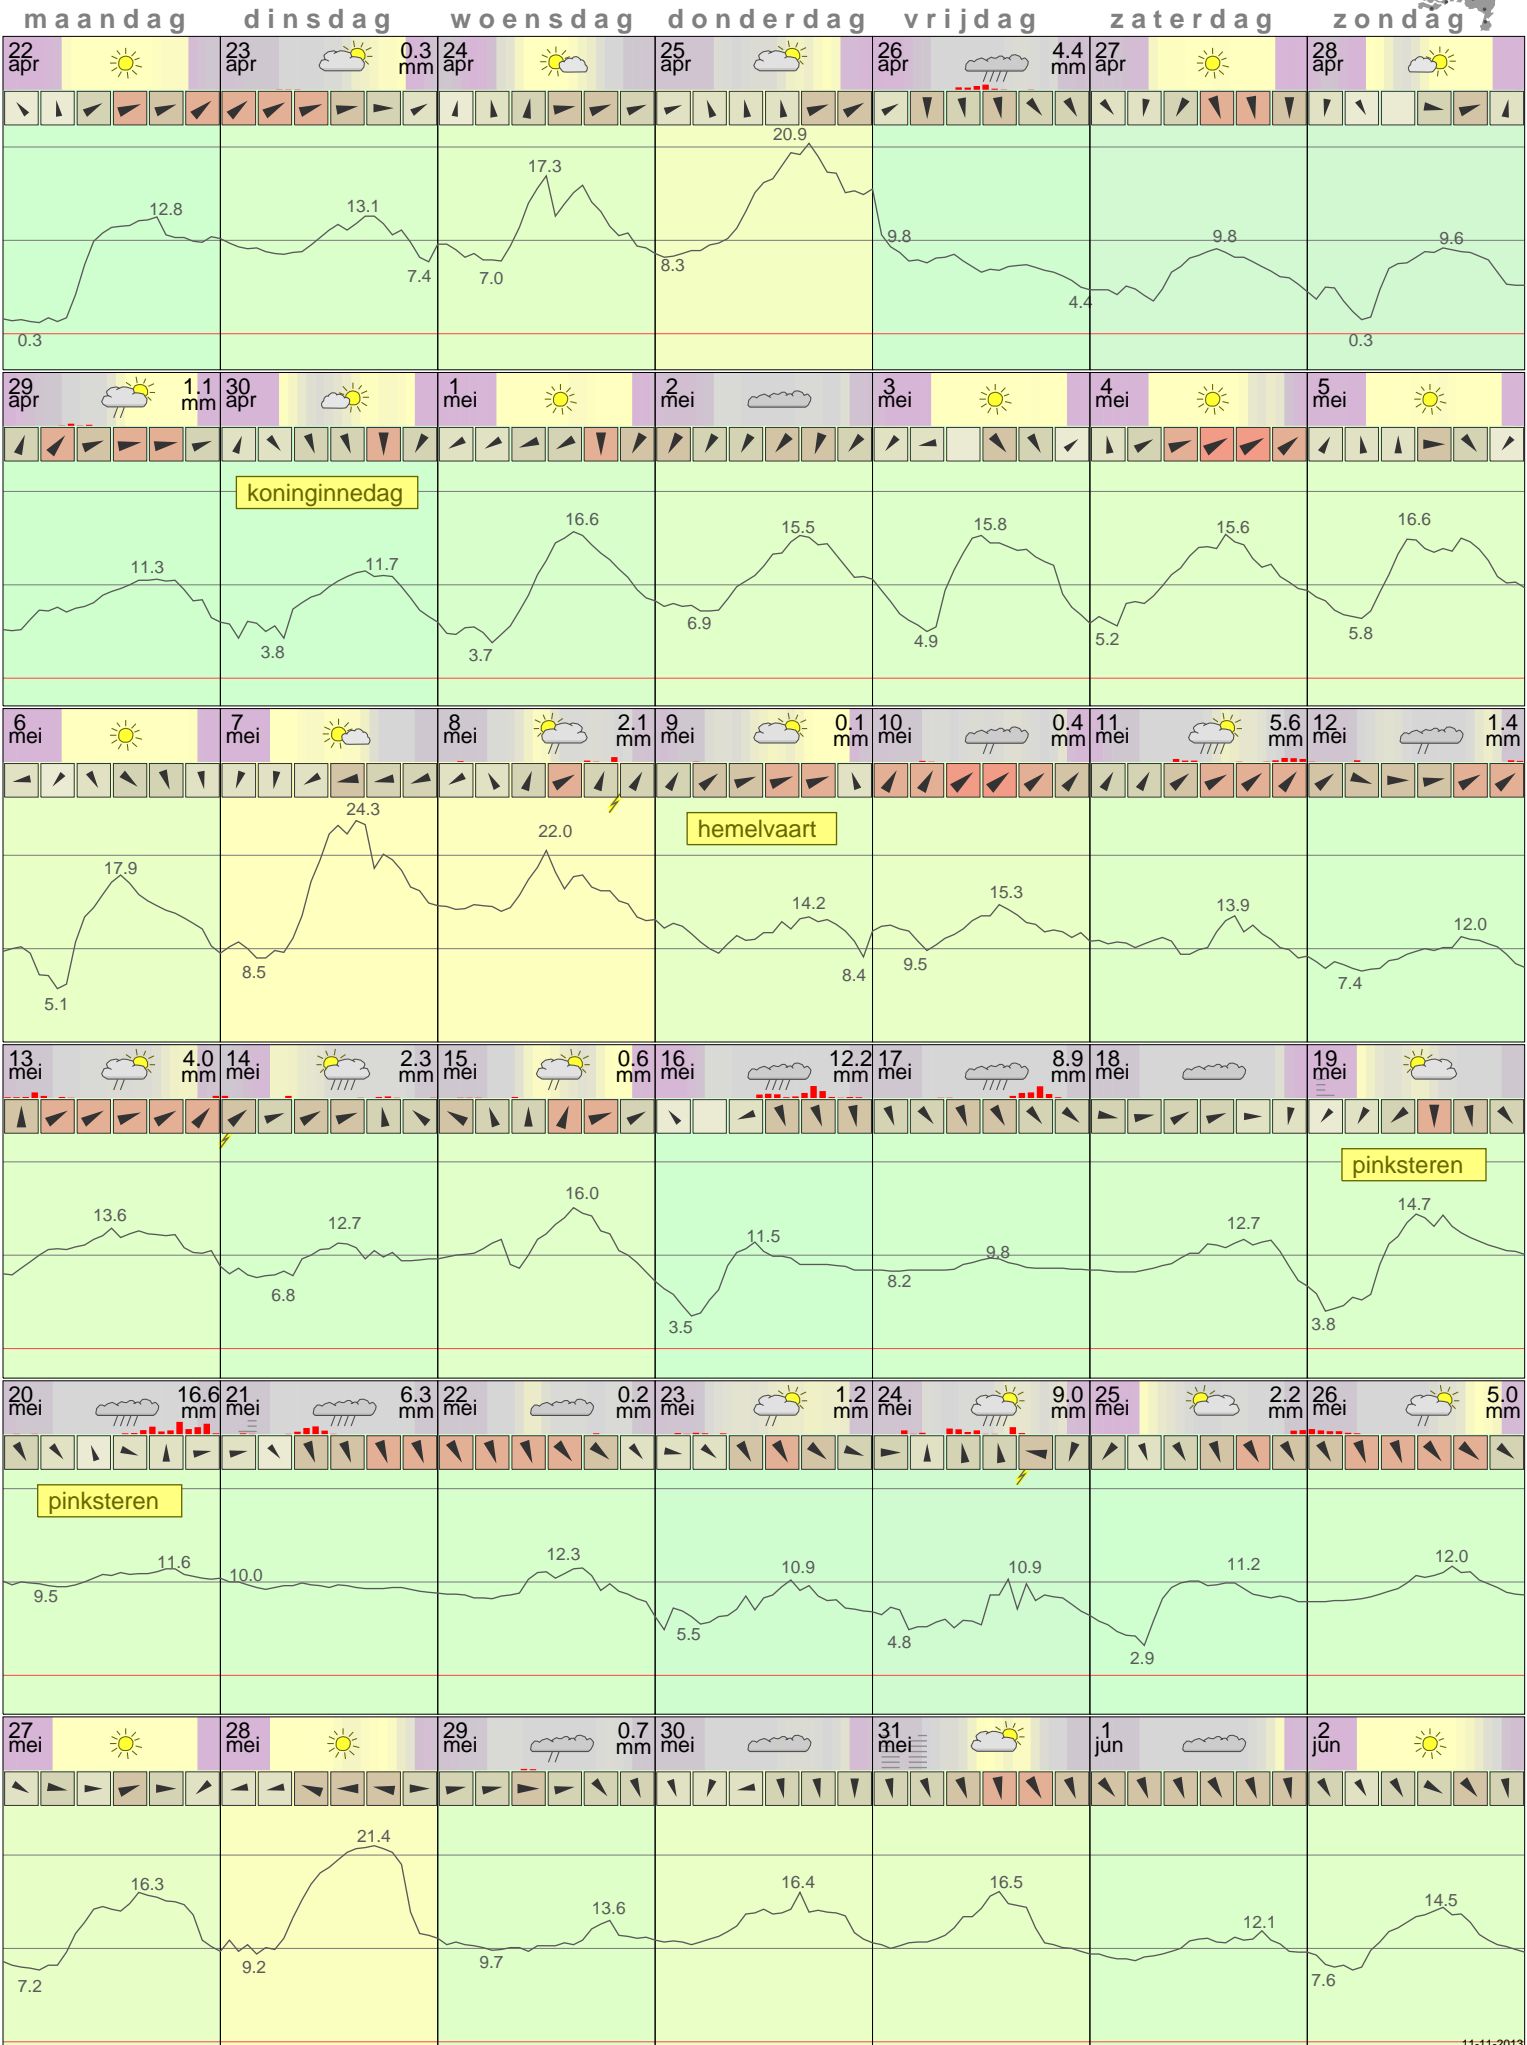 maandag dinsdag woensdag donderdag vrijdag zaterdag zondag
22 23 0.3 24 25 26 4.4 27 28
apr apr mm apr apr apr mm apr apr
20.9
17.3
12.8 13.1 9.8 9.8 9.6
7.4 7.0 8.3 4.4
0.3 0.3
29 1.1 30 1 2 3 4 5
apr mm apr mei mei mei mei mei
koninginnedag
16.6 15.5 15.8 15.6 16.6
11.3 11.7
3.8 3.7 6.9 4.9 5.2 5.8
6 7 8 2.1 9 0.1 10 0.4 11 5.6 12 1.4
mei mei mei mm mei mm mei mm mei mm mei mm
24.3
22.0 hemelvaart
17.9 14.2 15.3 13.9 12.0
5.1 8.5 8.4 9.5 7.4
13 4.0 14 2.3 15 0.6 16 12.2 17 8.9 18 19
mei mm mei mm mei mm mei mm mei mm mei mei
pinksteren
13.6 12.7 16.0 11.5 9.8 12.7 14.7
6.8 3.5 8.2 3.8
20 16.6 21 6.3 22 0.2 23 1.2 24 9.0 25 2.2 26 5.0
mei mm mei mm mei mm mei mm mei mm mei mm mei mm
pinksteren
11.6 10.0 12.3 10.9 10.9 11.2 12.0
9.5 5.5 4.8 2.9
27 28 29 0.7 30 31 1 2
mei mei mei mm mei mei jun jun
21.4
16.3 13.6 16.4 16.5 12.1 14.5
7.2 9.2 9.7 7.6
11-11-2013